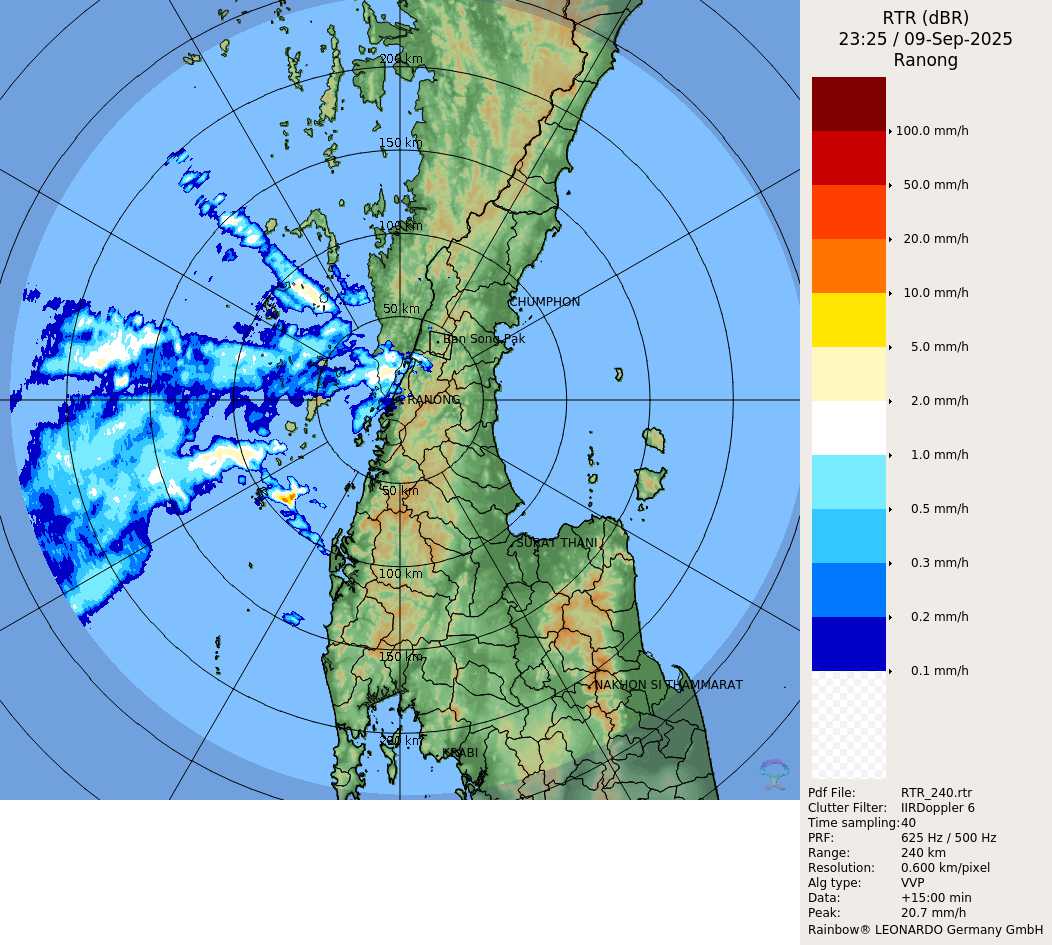 200 km
150 km
100 km
50 km
CHUMPHON
Ban Song Pak
RANONG
50 km
SURAT THANI
100 km
150 km
NAKHON SI THAMMARAT
200 km
KRABI
RTR (dBR)
23:25 / 09-Sep-2025
Ranong
100.0 mm/h
50.0 mm/h
20.0 mm/h
10.0 mm/h
5.0 mm/h
2.0 mm/h
1.0 mm/h
0.5 mm/h
0.3 mm/h
0.2 mm/h
0.1 mm/h
Pdf File: RTR_240.rtr
Clutter Filter: IIRDoppler 6
Time sampling:40
PRF: 625 Hz / 500 Hz
Range: 240 km
Resolution: 0.600 km/pixel
Alg type: VVP
Data: +15:00 min
Peak: 20.7 mm/h
Rainbow® LEONARDO Germany GmbH